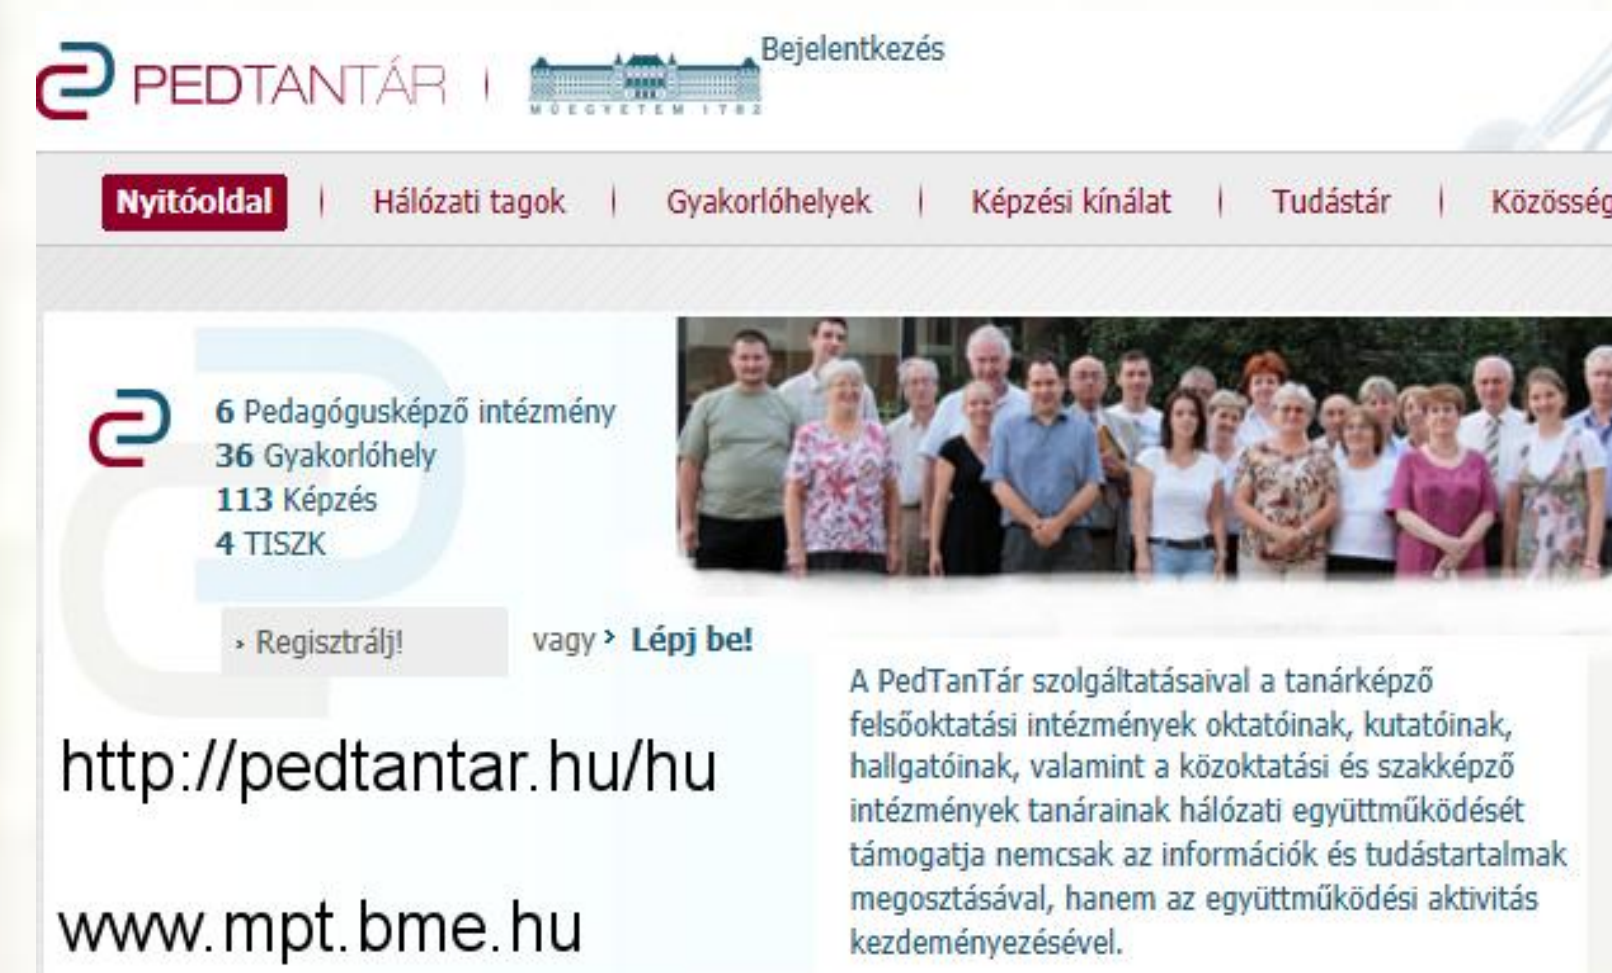 PEDTANTÁR
MŰEGYETEM 1782
Bejelentkezés
Nyitóoldal
Hálózati tagok
Gyakorlóhelyek
Képzési kínálat
Tudástár
Közösség
6 Pedagógusképző intézmény
36 Gyakorlóhely
113 Képzés
4 TISZK
› Regisztrálj!
vagy › Lépj be!
http://pedtantar.hu/hu
www.mpt.bme.hu
A PedTanTár szolgáltatásaival a tanárképző
felsőoktatási intézmények oktatóinak, kutatóinak,
hallgatóinak, valamint a közoktatási és szakképző
intézmények tanárainak hálózati együttműködését
támogatja nemcsak az információk és tudástartalmak
megosztásával, hanem az együttműködési aktivitás
kezdeményezésével.